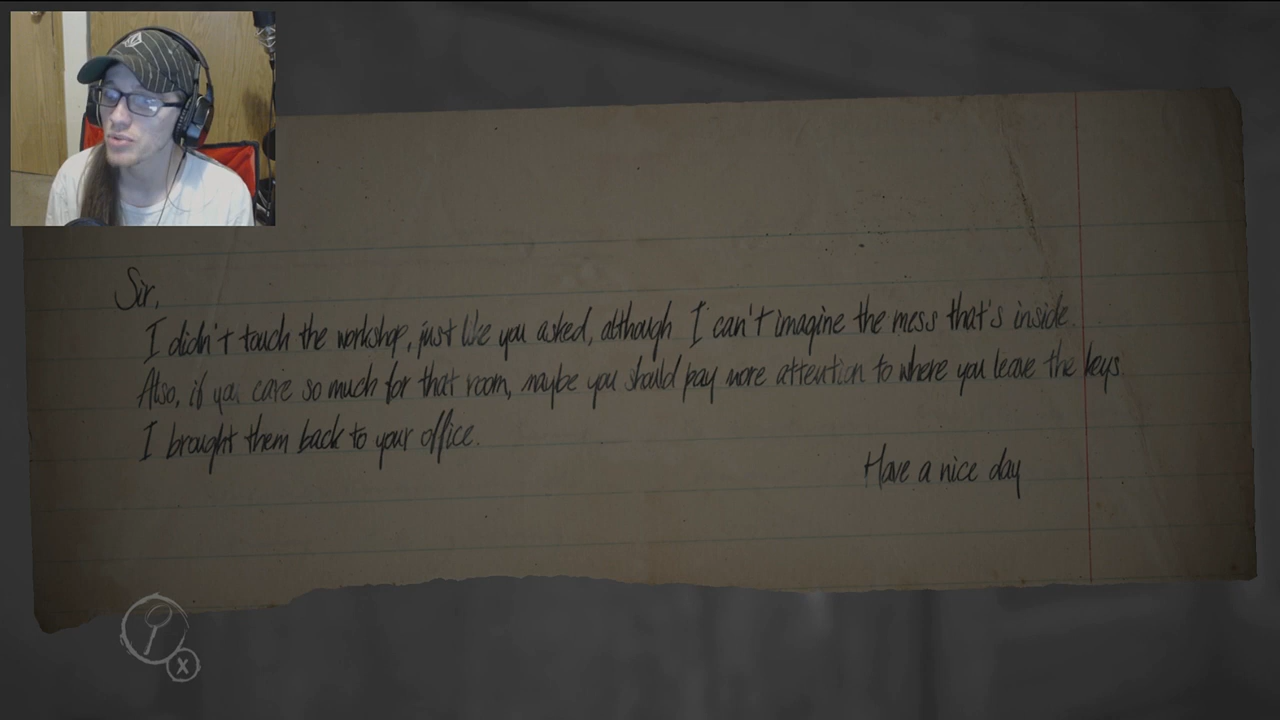 Sir,
I didn't touch the workshop, just like you asked, although I can't imagine the mess that's inside.
Also, if you care so much for that room, maybe you should pay more attention to where you leave the keys.
I brought them back to your office.
Have a nice day
X